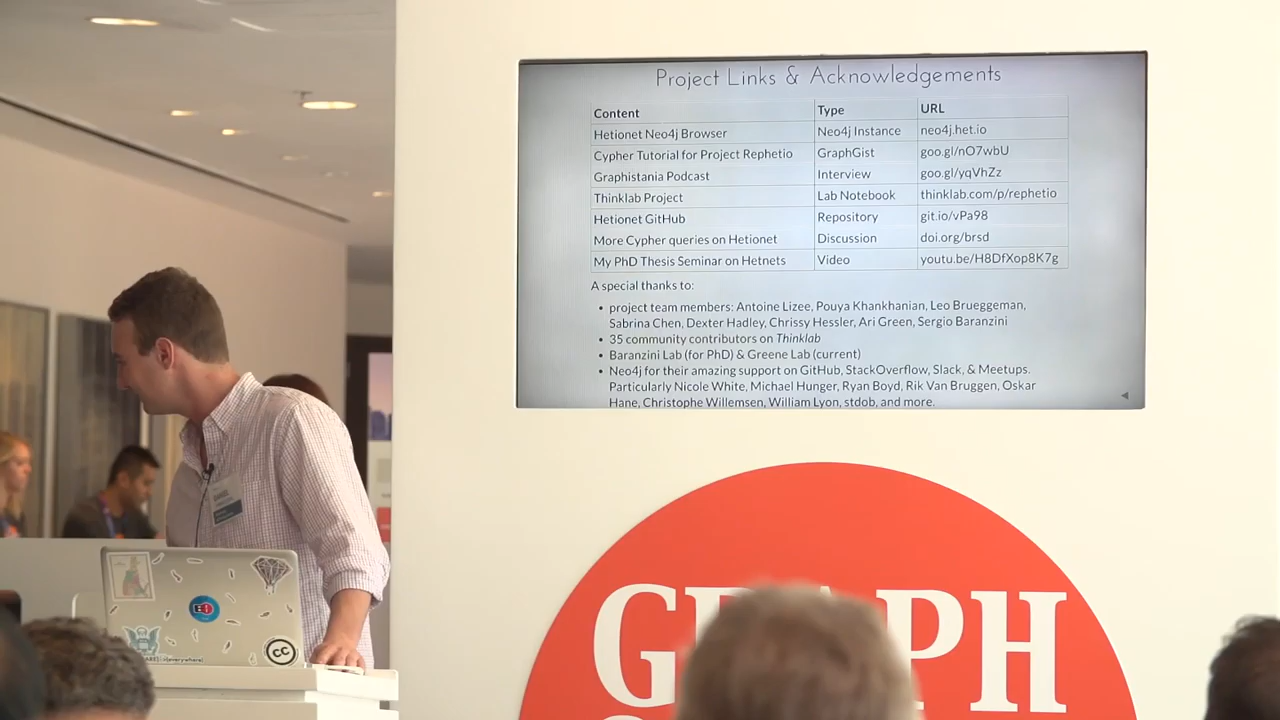 Project Links & Acknowledgements
Content Type URL
Hetionet Neo4j Browser Neo4j Instance neo4j.het.io
Cypher Tutorial for Project Rephetio GraphGist goo.gl/nO7wbU
Graphistania Podcast Interview goo.gl/yqVhZz
Thinklab Project Lab Notebook thinklab.com/p/rephetio
Hetionet GitHub Repository git.io/vPa98
More Cypher queries on Hetionet Discussion doi.org/brsd
My PhD Thesis Seminar on Hetnets Video youtu.be/H8DfXop8K7g
A special thanks to:
• project team members: Antoine Lizee, Pouya Khankhanian, Leo Brueggeman,
Sabrina Chen, Dexter Hadley, Chrissy Hessler, Ari Green, Sergio Baranzini
• 35 community contributors on Thinklab
• Baranzini Lab (for PhD) & Greene Lab (current)
• Neo4j for their amazing support on GitHub, StackOverflow, Slack, & Meetups.
Particularly Nicole White, Michael Hunger, Ryan Boyd, Rik Van Bruggen, Oskar
Hane, Christophe Willemsen, William Lyon, stdob, and more.
GRAPH
cc